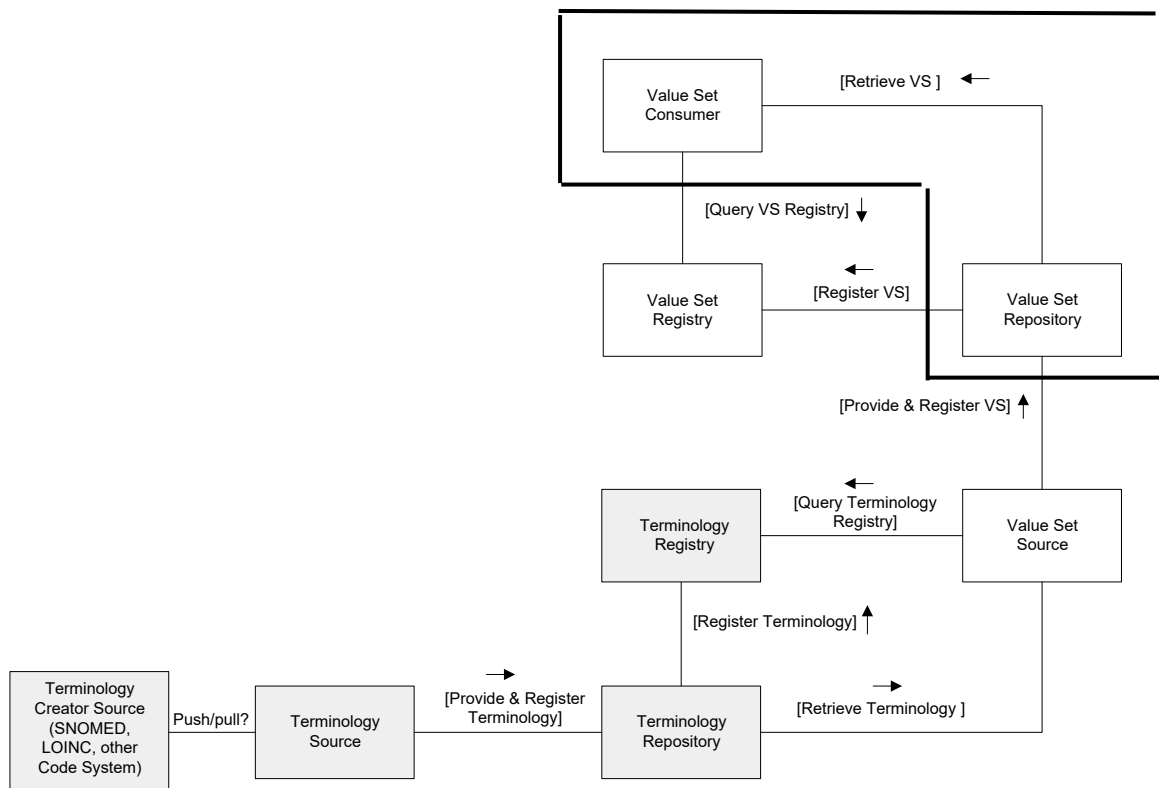 [Retrieve VS ]
Value Set
Consumer
[Query VS Registry]
[Register VS]
Value Set
Registry
Value Set
Repository
[Provide & Register VS]
[Query Terminology
Registry]
Terminology
Registry
Value Set
Source
[Register Terminology]
Terminology
Creator Source
(SNOMED,
LOINC, other
Code System)
Push/pull?
Terminology
Source
[Provide & Register
Terminology]
Terminology
Repository
[Retrieve Terminology ]